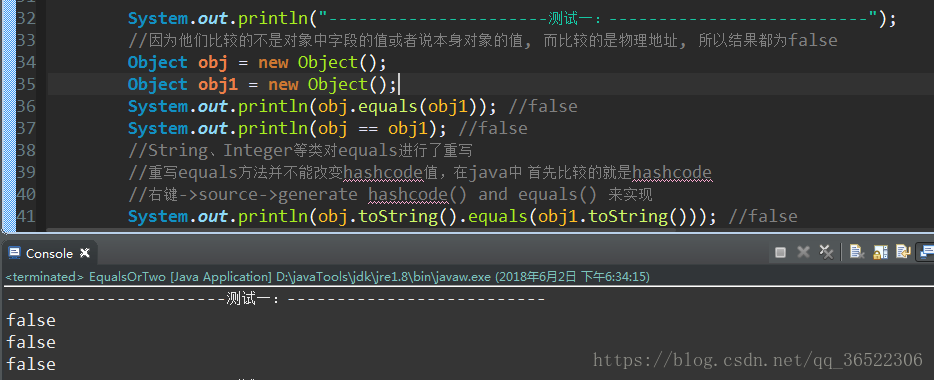 32 System.out.println("----------------------测试一：--------------------------");
33 //因为他们比较的不是对象中字段的值或者说本身对象的值, 而比较的是物理地址, 所以结果都为false
34 Object obj = new Object();
35 Object obj1 = new Object();
36 System.out.println(obj.equals(obj1)); //false
37 System.out.println(obj == obj1); //false
38 //String、Integer等类对equals进行了重写
39 //重写equals方法并不能改变hashcode值，在java中 首先比较的就是hashcode
40 //右键->source->generate hashcode() and equals() 来实现
41 System.out.println(obj.toString().equals(obj1.toString())); //false
Console
<terminated> EqualsOrTwo [Java Application] D:\javaTools\jdk\jre1.8\bin\javaw.exe (2018年6月2日 下午6:34:15)
----------------------测试一：--------------------------
false
false
false
https://blog.csdn.net/qq_36522306